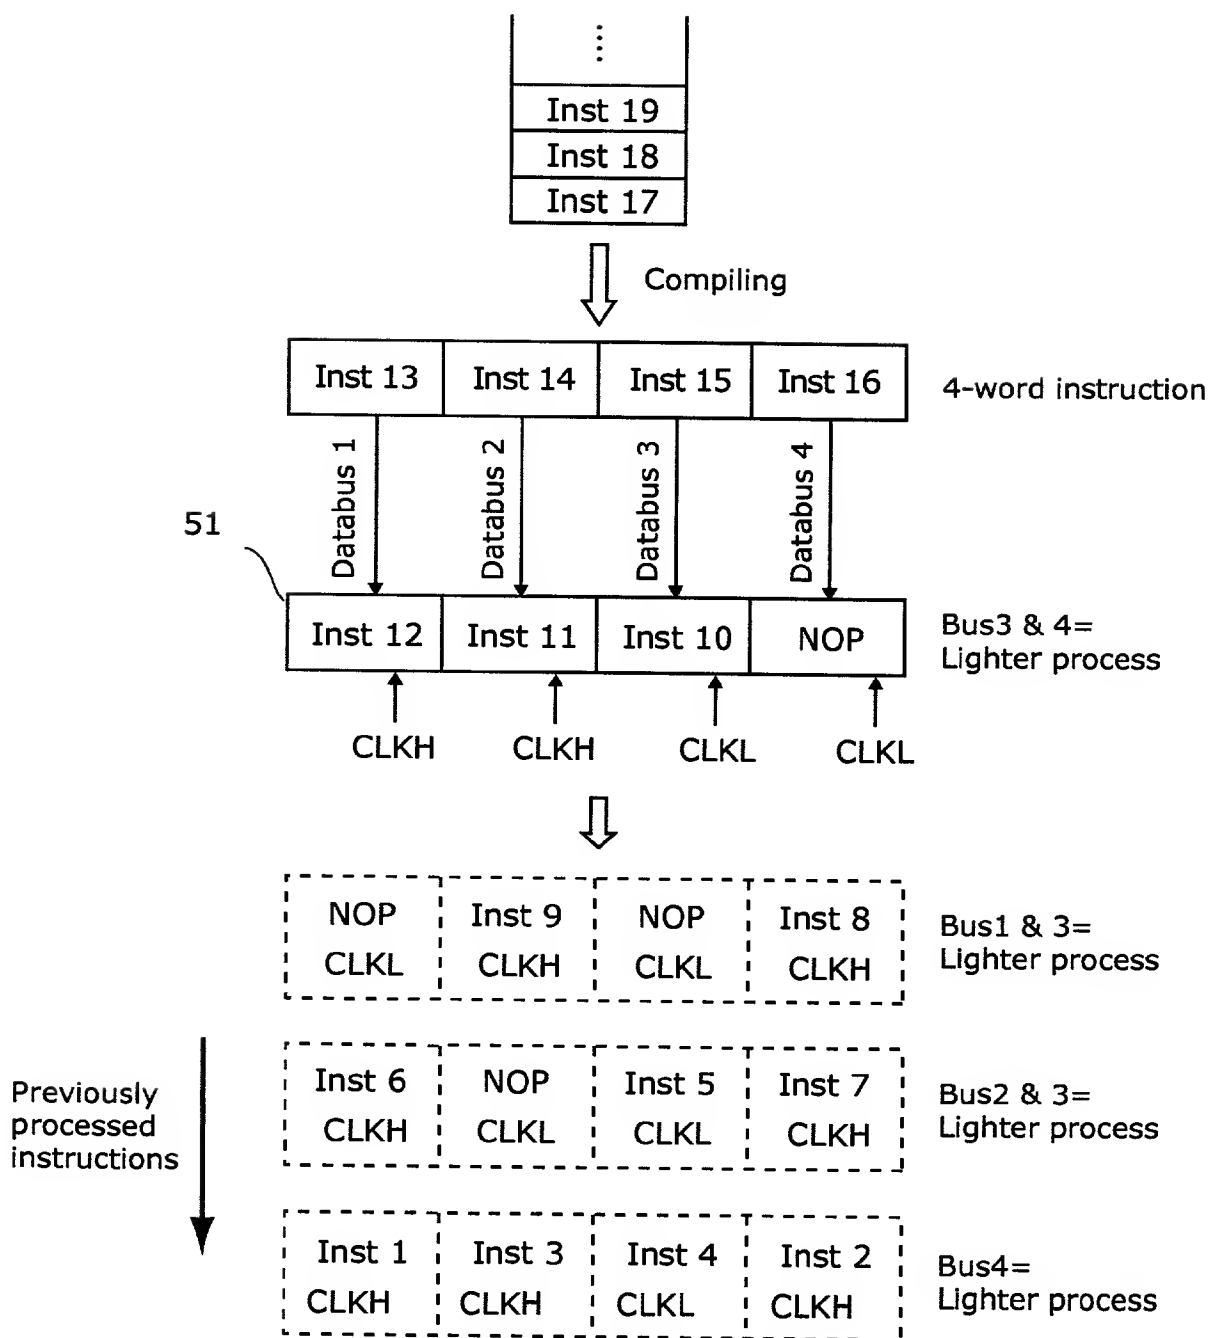 ⋮
Inst 19
Inst 18
Inst 17
Compiling
Inst 13 Inst 14 Inst 15 Inst 16 4-word instruction
Databus 1 Databus 2 Databus 3 Databus 4
51
Inst 12 Inst 11 Inst 10 NOP Bus3 & 4=
Lighter process
CLKH CLKH CLKL CLKL
NOP Inst 9 NOP Inst 8 Bus1 & 3=
CLKL CLKH CLKL CLKH Lighter process
Previously
processed
instructions
Inst 6 NOP Inst 5 Inst 7 Bus2 & 3=
CLKH CLKL CLKL CLKH Lighter process
Inst 1 Inst 3 Inst 4 Inst 2 Bus4=
CLKH CLKH CLKL CLKH Lighter process